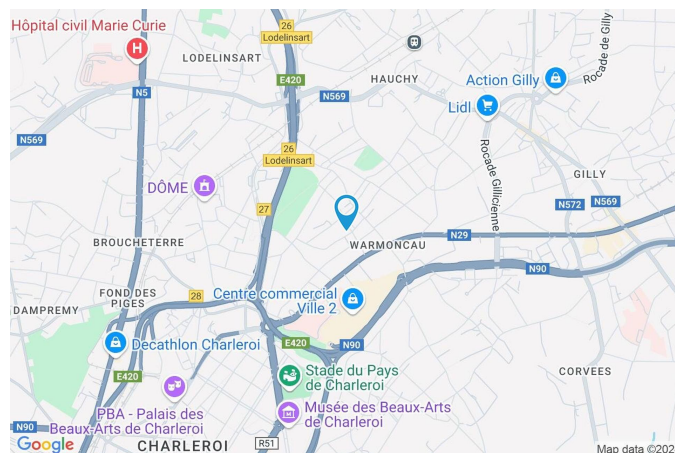 Hôpital civil Marie Curie
26
Lodelinsart
LODELINSART
E420
N5
HAUCHY
N569
Action Gilly
Rocade de Gilly
Lidl
N569
26
Lodelinsart
Rocade Gillicienne
GILLY
DÔME
27
N572
N569
BROUCHETERRE
WARMONCAU
N29
N90
FOND DES
PIGES
28
Centre commercial
Ville 2
DAMPREMY
Decathlon Charleroi
E420
N90
E420
Stade du Pays
de Charleroi
CORVEES
PBA - Palais des
Beaux-Arts de Charleroi
Musée des Beaux-Arts
de Charleroi
N90
Google
CHARLEROI
R51
Map data ©202